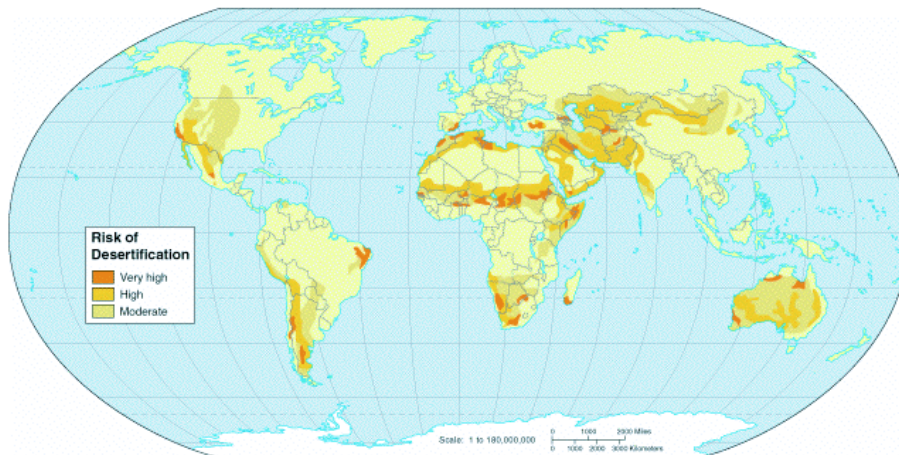 Risk of
Desertification
Very high
High
Moderate
Scale: 1 to 180,000,000
0 1000 2000 Miles
0 1000 2000 3000 Kilometers